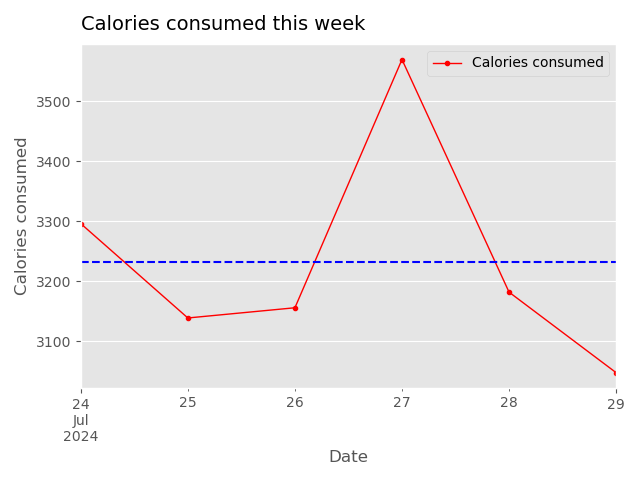 Calories consumed this week
Calories consumed
3500
3400
3300
3200
3100
Calories consumed
24 25 26 27 28 29
Jul
2024
Date